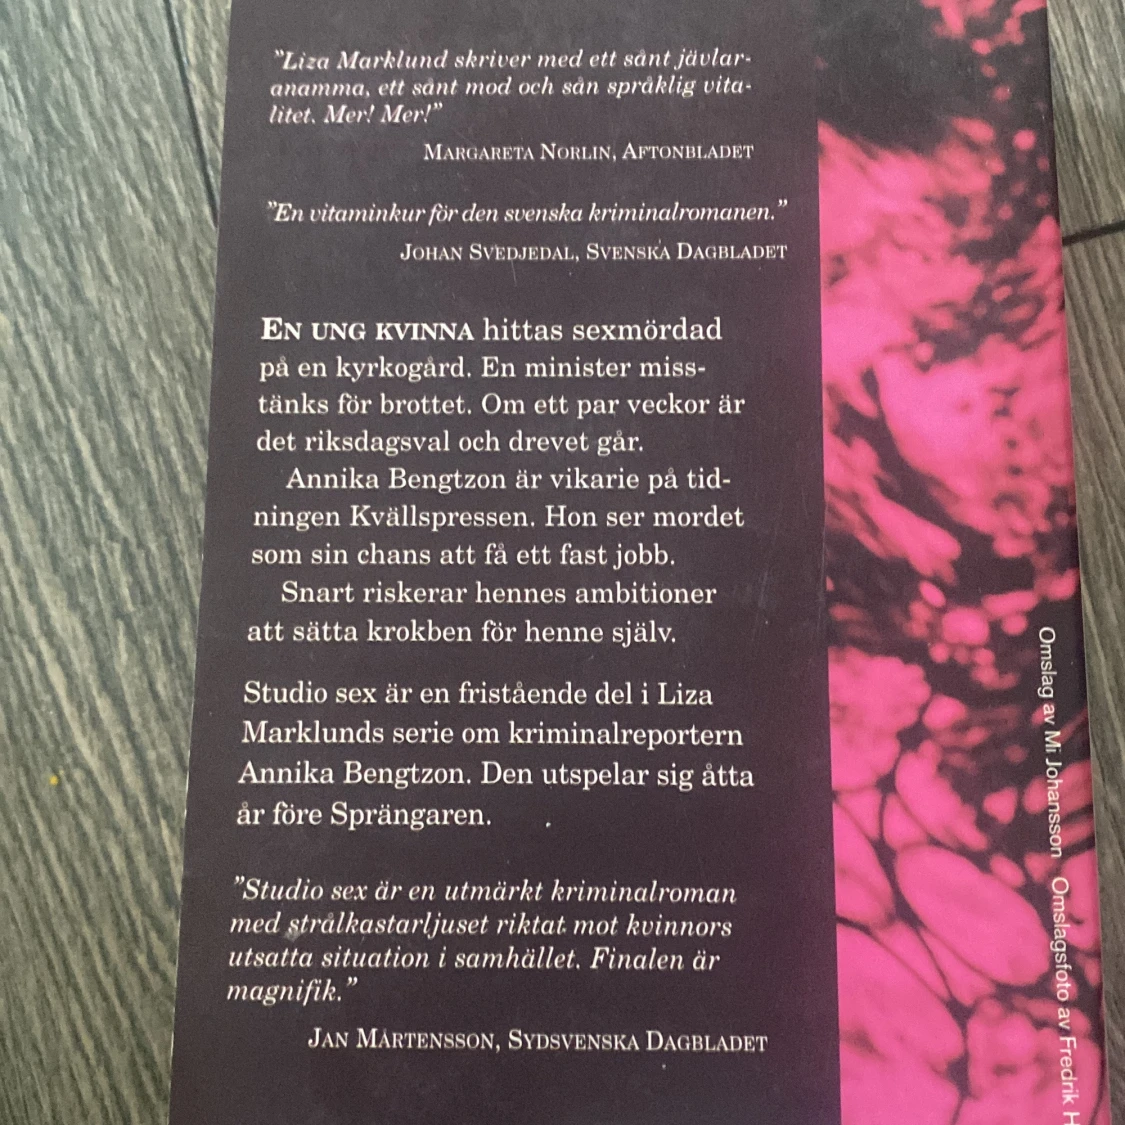 ”Liza Marklund skriver med ett sånt jävlar-
anamma, ett sånt mod och sån språklig vita-
litet. Mer! Mer!”
MARGARETA NORLIN, AFTONBLADET
”En vitaminkur för den svenska kriminalromanen.”
JOHAN SVEDJEDAL, SVENSKA DAGBLADET
EN UNG KVINNA hittas sexmördad
på en kyrkogård. En minister miss-
tänks för brottet. Om ett par veckor är
det riksdagsval och drevet går.
Annika Bengtzon är vikarie på tid-
ningen Kvällspressen. Hon ser mordet
som sin chans att få ett fast jobb.
Snart riskerar hennes ambitioner
att sätta krokben för henne själv.
Studio sex är en fristående del i Liza
Marklunds serie om kriminalreportern
Annika Bengtzon. Den utspelar sig åtta
år före Sprängaren.
”Studio sex är en utmärkt kriminalroman
med strålkastarljuset riktat mot kvinnors
utsatta situation i samhället. Finalen är
magnifik.”
JAN MÅRTENSSON, SYDSVENSKA DAGBLADET
Omslag av Mi Johansson Omslagsfoto av Fredrik H